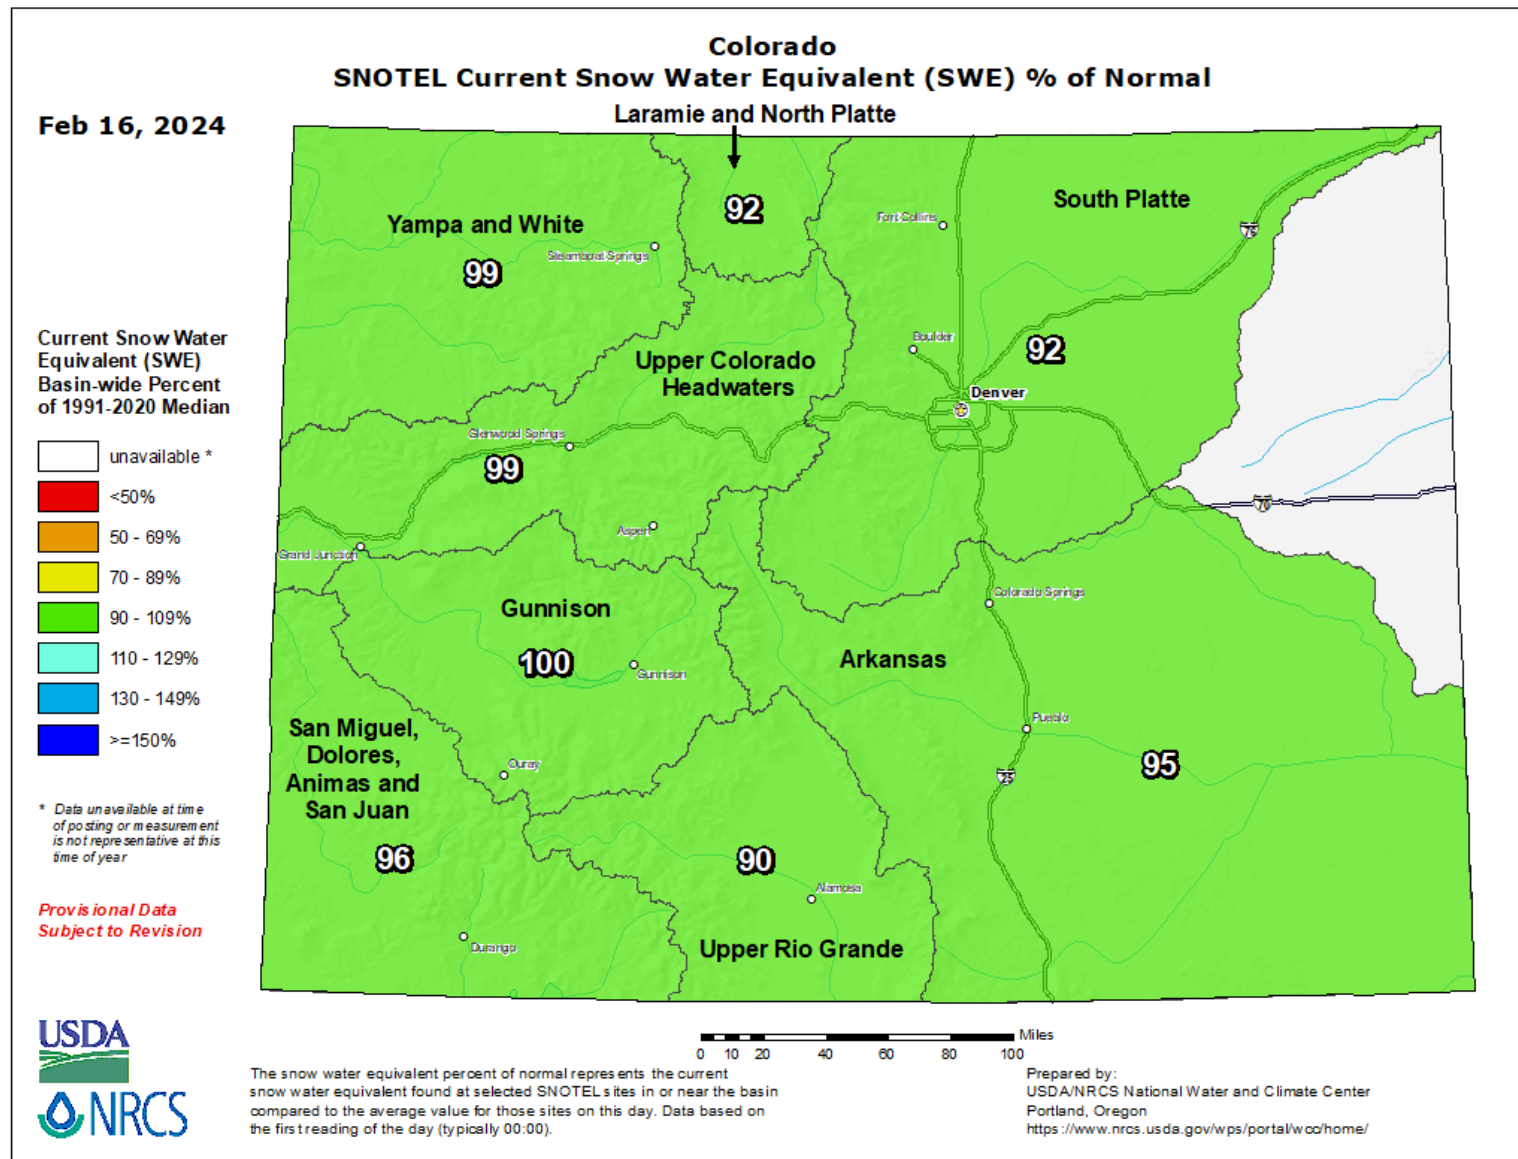 Colorado
SNOTEL Current Snow Water Equivalent (SWE) % of Normal
Feb 16, 2024
Laramie and North Platte
92
South Platte
Fort Collins
76
Yampa and White
Steamboat Springs
99
Current Snow Water
Equivalent (SWE)
Basin-wide Percent
of 1991-2020 Median
unavailable *
<50%
50 - 69%
70 - 89%
90 - 109%
110 - 129%
130 - 149%
>=150%
* Data unavailable at time
of posting or measurement
is not representative at this
time of year
Provisional Data
Subject to Revision
Boulder
92
Upper Colorado
Headwaters
Denver
Glenwood Springs
99
70
Aspen
Grand Junction
Gunnison
Colorado Springs
100
Gunnison
Arkansas
San Miguel,
Dolores,
Animas and
San Juan
Pueblo
Ouray
25
95
96
90
Alamosa
Durango
Upper Rio Grande
USDA
NRCS
0 10 20 40 60 80 100 Miles
The snow water equivalent percent of normal represents the current
snow water equivalent found at selected SNOTEL sites in or near the basin
compared to the average value for those sites on this day. Data based on
the first reading of the day (typically 00:00).
Prepared by:
USDA/NRCS National Water and Climate Center
Portland, Oregon
https://www.nrcs.usda.gov/wps/portal/wcc/home/